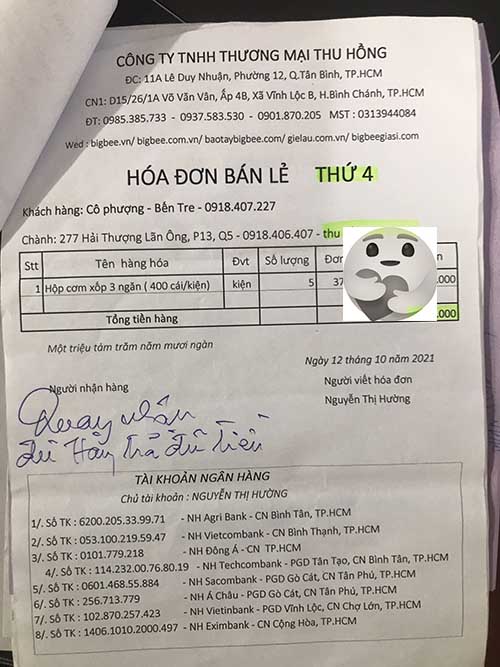 CÔNG TY TNHH THƯƠNG MẠI THU HỒNG
ĐC: 11A Lê Duy Nhuận, Phường 12, Q.Tân Bình, TP.HCM
CN1: D15/26/1A Võ Văn Vân, Ấp 4B, Xã Vĩnh Lộc B, H.Bình Chánh, TP.HCM
ĐT: 0985.385.733 - 0937.583.530 - 0901.870.205 MST : 0313944084
Wed : bigbee.vn/ bigbee.com.vn/ baotaybigbee.com/ gielau.com.vn/ bigbeegiasi.com
HÓA ĐƠN BÁN LẺ THỨ 4
Khách hàng: Cô phượng - Bến Tre - 0918.407.227
Chành: 277 Hải Thượng Lãn Ông, P13, Q5 - 0918.406.407 - thu
Stt Tên hàng hóa Đvt Số lượng Đơn
1 Hộp cơm xốp 3 ngăn ( 400 cái/kiện) kiện 5 37 .000
Tổng tiền hàng .000
Một triệu tám trăm năm mươi ngàn
Ngày 12 tháng 10 năm 2021
Người nhận hàng Người viết hóa đơn
Nguyễn Thị Hường
nhận
đủ Hàng trả đủ tiền
TÀI KHOẢN NGÂN HÀNG
Chủ tài khoản : NGUYỄN THỊ HƯỜNG
1/. Số TK : 6200.205.33.99.71 - NH Agri Bank - CN Bình Tân, TP.HCM
2/. Số TK : 053.100.219.59.47 - NH Vietcombank - CN Bình Thạnh, TP.HCM
3/. Số TK : 0101.779.218 - NH Đông Á - CN TP.HCM
4/. Số TK : 114.232.00.76.80.19 - NH Techcombank - PGD Tân Tạo, CN Bình Tân, TP.HCM
5/. Số TK : 0601.468.55.884 - NH Sacombank - PGD Gò Cát, CN Tân Phú, TP.HCM
6/. Số TK : 256.713.779 - NH Á Châu - PGD Gò Cát, CN Tân Phú, TP.HCM
7/. Số TK : 102.870.257.423 - NH Vietinbank - PGD Vĩnh Lộc, CN Chợ Lớn, TP.HCM
8/. Số TK : 1406.1010.2000.497 - NH Eximbank - CN Cộng Hòa, TP.HCM